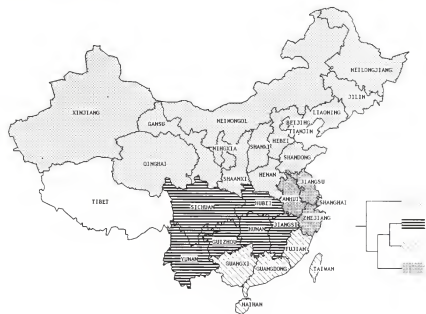 HEILONGJIANG
JILIN
LIAONING
XINJIANG
NEIMONGOL
GANSU
BEIJING
TIANJIN
HEBEI
NINGXIA
SHANXI
SHANDONG
QINGHAI
SHAANXI
HENAN
JIANGSU
TIBET
ANHUI
SHANGHAI
SICHUAN
HUBEI
ZHEJIANG
HUNAN
JIANGXI
GUIZHOU
FUJIAN
YUNAN
GUANGXI
GUANGDONG
TAIWAN
HAINAN